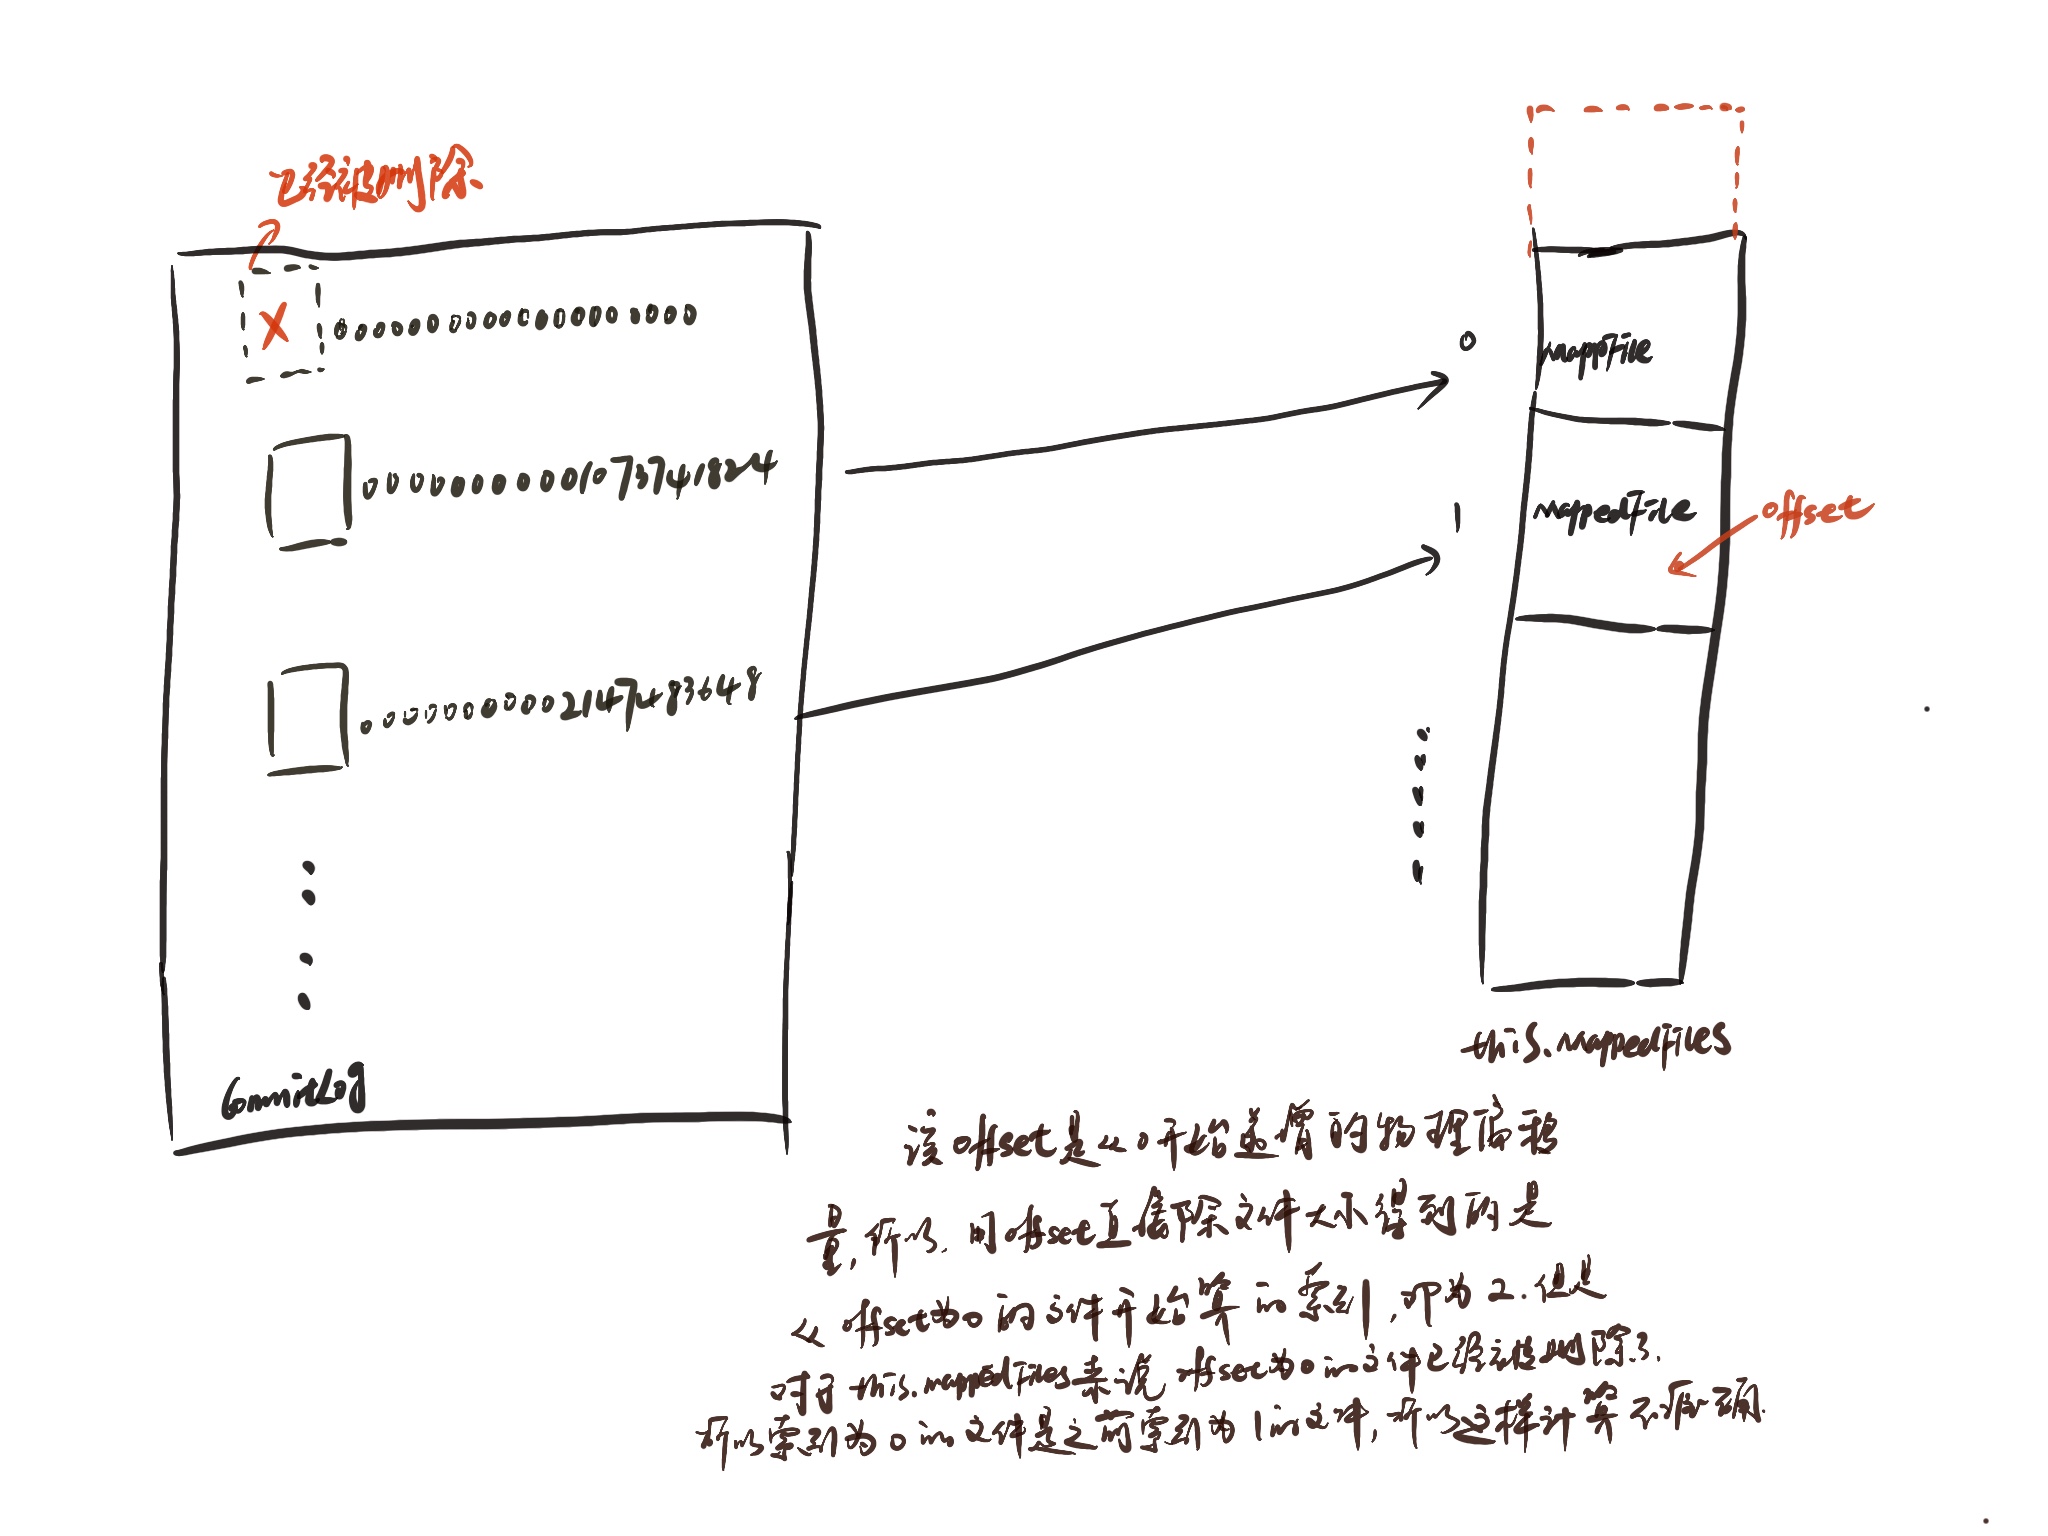 已经被删除
X
00000000000000000000
00000000001073741824
00000000002147483648
CommitLog
0
mappFile
1
mappedFile
offset
this.mappedFiles
该offset是从0开始递增的物理偏移
量,所以,用offset直接除文件大小得到的是
从offset为0的文件开始算的索引,即为2.但是
对于this.mappedFiles来说offset为0的文件已经被删除了.
所以索引为0的文件是之前索引为1的文件,所以这样计算不准确.